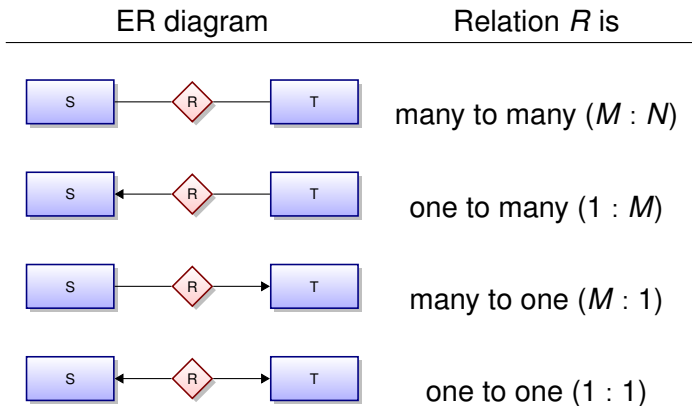 ER diagram Relation R is
S R T many to many (M : N)
S R T one to many (1 : M)
S R T many to one (M : 1)
S R T one to one (1 : 1)